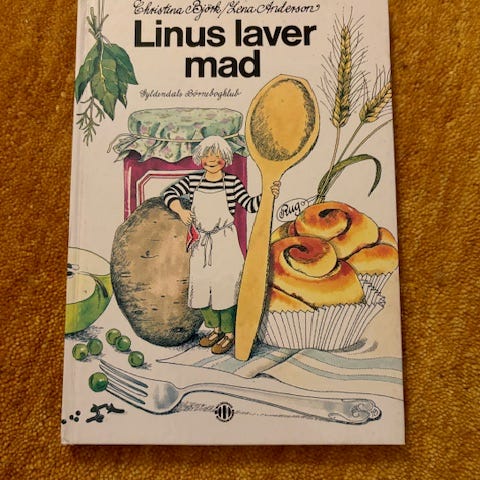 Christina Björk/Lena Anderson
Linus laver
mad
Gyldendals Børnebogklub
Rug